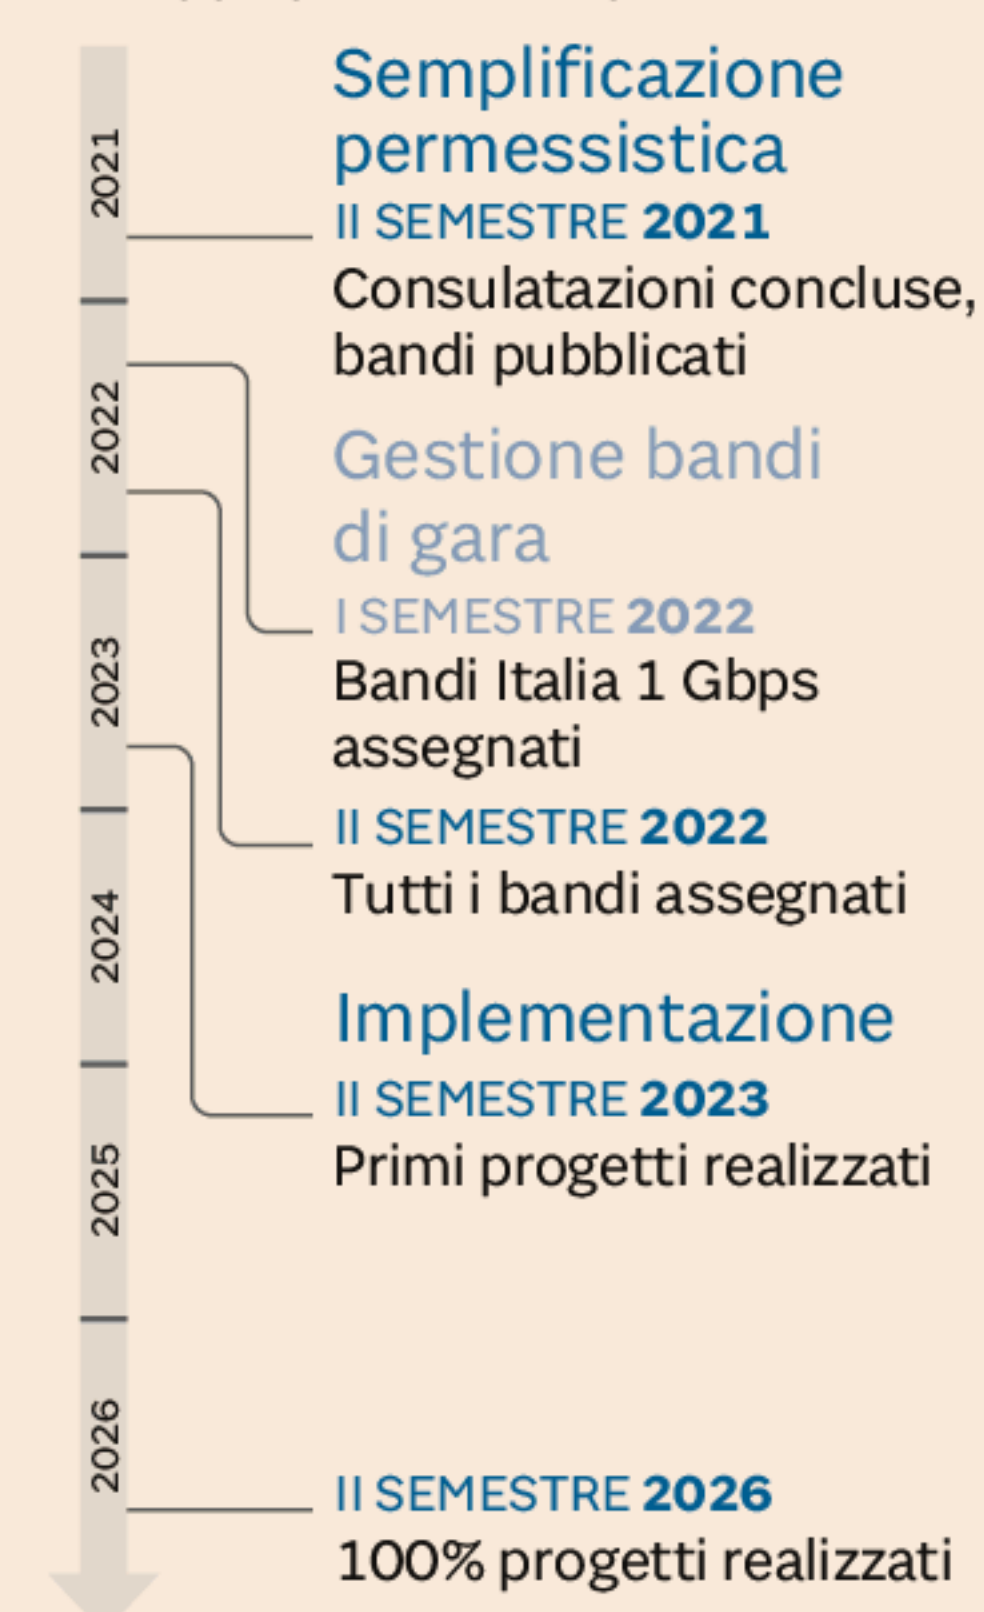 Semplificazione
permessistica
II SEMESTRE 2021
Consulatazioni concluse,
bandi pubblicati
Gestione bandi
di gara
I SEMESTRE 2022
Bandi Italia 1 Gbps
assegnati
II SEMESTRE 2022
Tutti i bandi assegnati
Implementazione
II SEMESTRE 2023
Primi progetti realizzati
II SEMESTRE 2026
100% progetti realizzati
2021
2022
2023
2024
2025
2026